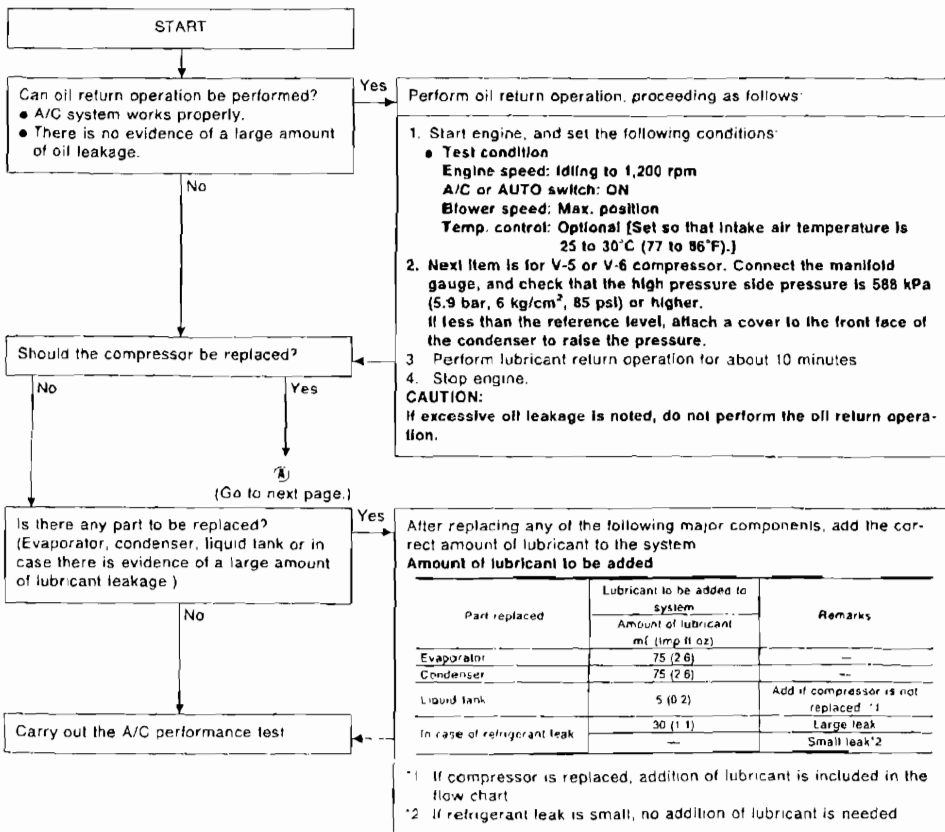 START
Can oil return operation be performed?
● A/C system works properly.
● There is no evidence of a large amount
of oil leakage.
Yes
No
Perform oil return operation, proceeding as follows:
1. Start engine, and set the following conditions:
● Test condition
Engine speed: Idling to 1,200 rpm
A/C or AUTO switch: ON
Blower speed: Max. position
Temp. control: Optional [Set so that intake air temperature is
25 to 30°C (77 to 86°F).]
2. Next item is for V-5 or V-6 compressor. Connect the manifold
gauge, and check that the high pressure side pressure is 588 kPa
(5.9 bar, 6 kg/cm², 85 psi) or higher.
If less than the reference level, attach a cover to the front face of
the condenser to raise the pressure.
3 Perform lubricant return operation for about 10 minutes
4. Stop engine.
CAUTION:
If excessive oil leakage is noted, do not perform the oil return opera-
tion.
Should the compressor be replaced?
No
Yes
Ⓐ
(Go to next page.)
Is there any part to be replaced?
(Evaporator, condenser, liquid tank or in
case there is evidence of a large amount
of lubricant leakage )
Yes
No
After replacing any of the following major components, add the cor-
rect amount of lubricant to the system
Amount of lubricant to be added
Part replaced
Lubricant to be added to
system
Amount of lubricant
mℓ (Imp fl oz)
Remarks
Evaporator 75 (2 6) —
Condenser 75 (2 6) —
Liquid tank 5 (0 2) Add if compressor is not
replaced *1
In case of refrigerant leak 30 (1 1) Large leak
— Small leak*2
*1 If compressor is replaced, addition of lubricant is included in the
flow chart
*2 If refrigerant leak is small, no addition of lubricant is needed
Carry out the A/C performance test